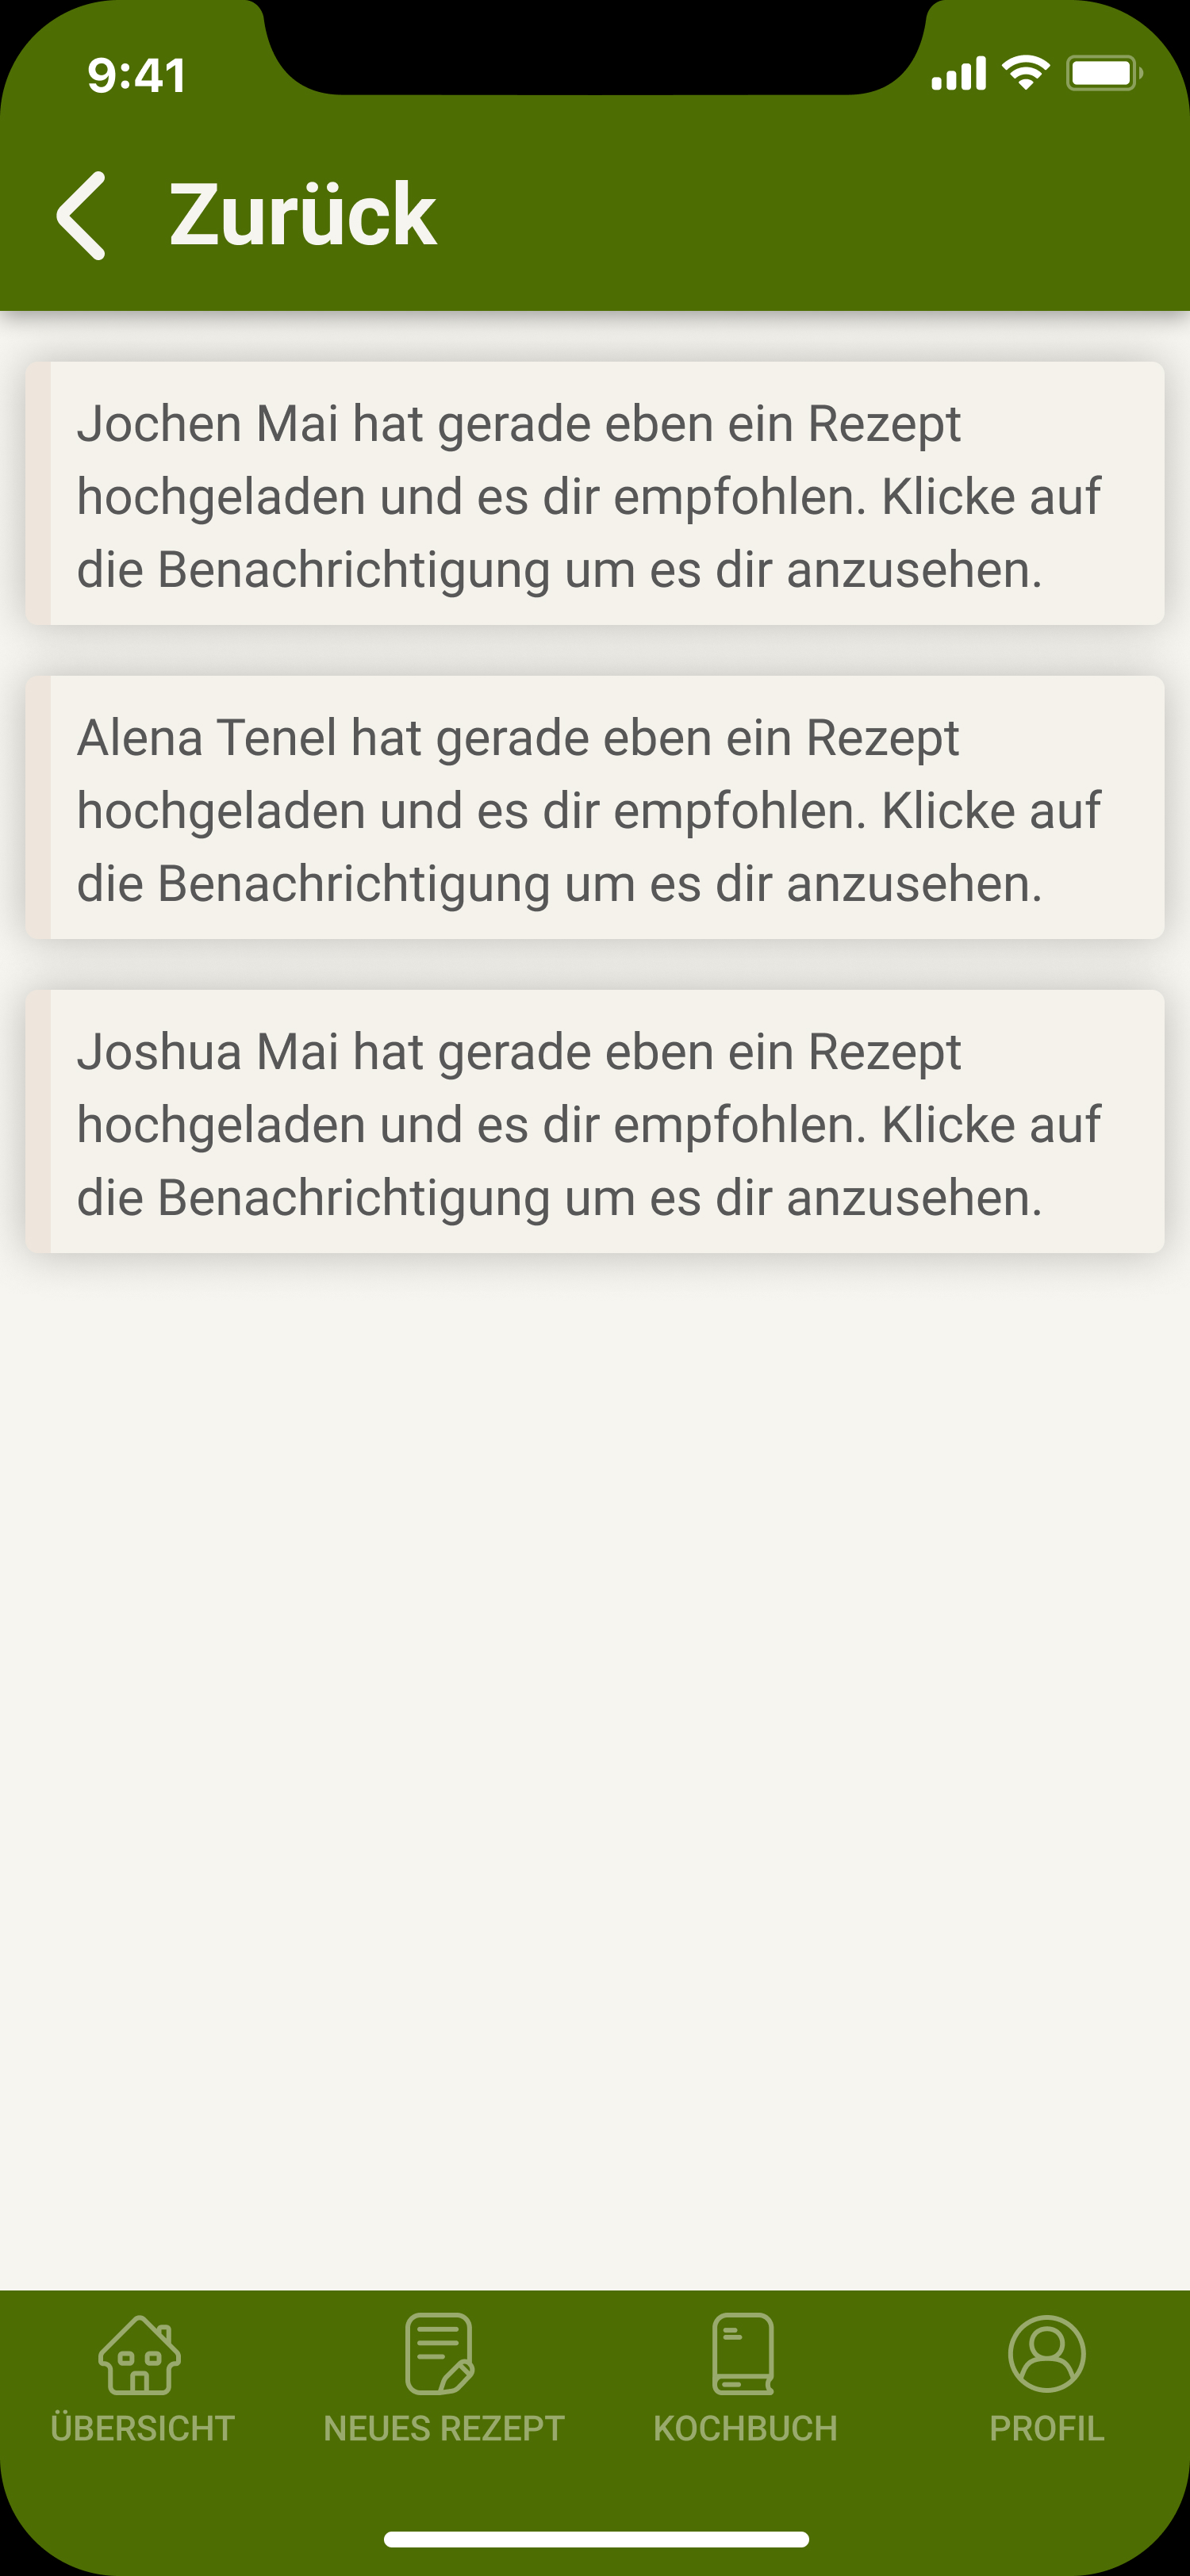 9:41
Zurück
Jochen Mai hat gerade eben ein Rezept
hochgeladen und es dir empfohlen. Klicke auf
die Benachrichtigung um es dir anzusehen.
Alena Tenel hat gerade eben ein Rezept
hochgeladen und es dir empfohlen. Klicke auf
die Benachrichtigung um es dir anzusehen.
Joshua Mai hat gerade eben ein Rezept
hochgeladen und es dir empfohlen. Klicke auf
die Benachrichtigung um es dir anzusehen.
ÜBERSICHT NEUES REZEPT KOCHBUCH PROFIL